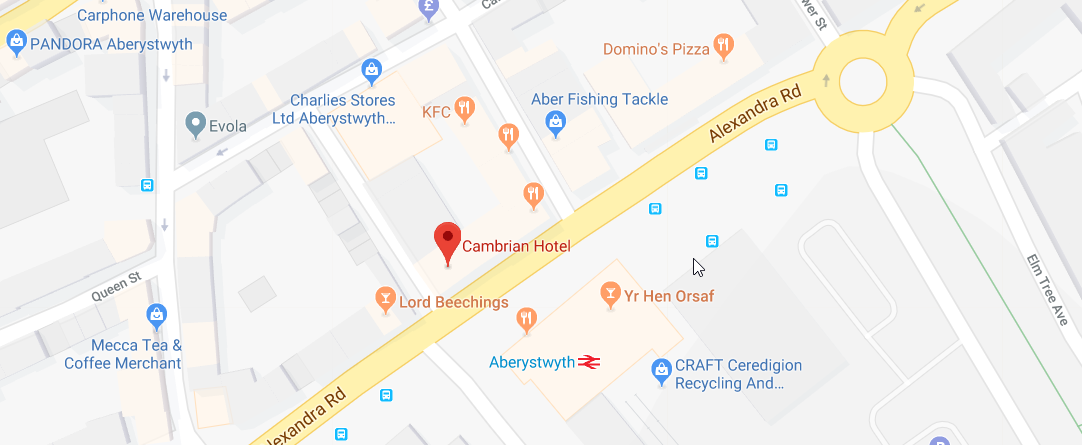 Carphone Warehouse
£
PANDORA Aberystwyth
Domino's Pizza
Charlies Stores
Ltd Aberystwyth...
KFC
Aber Fishing Tackle
Alexandra Rd
Evola
Cambrian Hotel
Queen St
Lord Beechings
Yr Hen Orsaf
Elm Tree Ave
Mecca Tea &
Coffee Merchant
Aberystwyth
CRAFT Ceredigion
Recycling And...
lexandra Rd